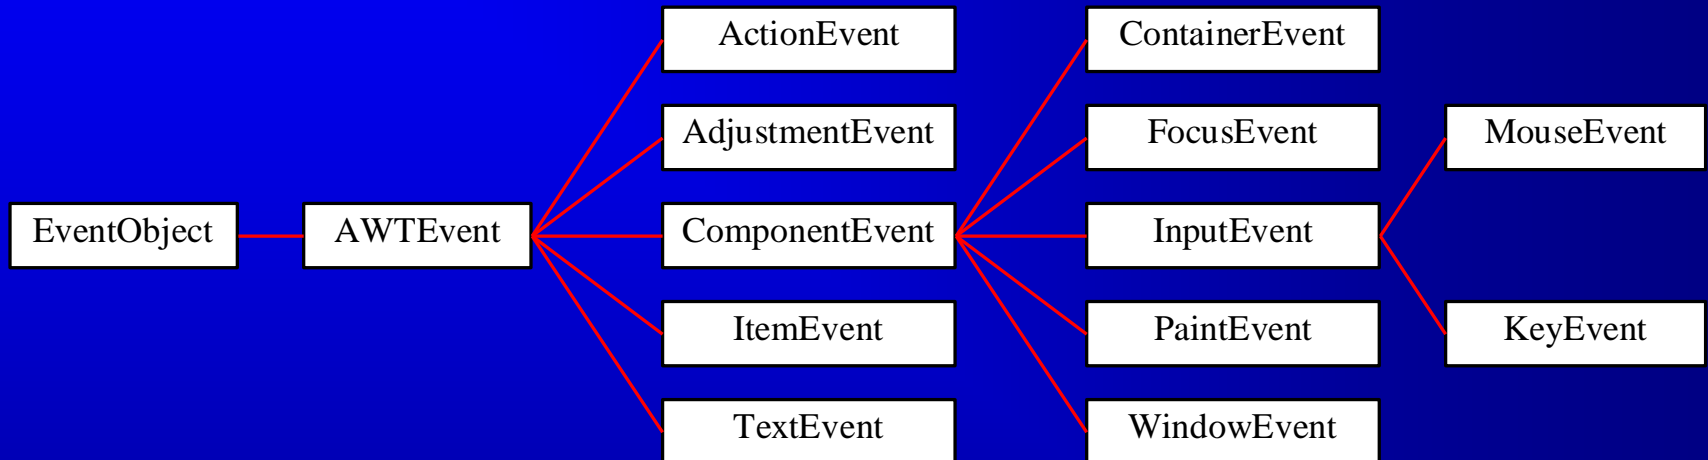 EventObject
AWTEvent
ActionEvent
AdjustmentEvent
ComponentEvent
ItemEvent
TextEvent
ContainerEvent
FocusEvent
InputEvent
PaintEvent
WindowEvent
MouseEvent
KeyEvent